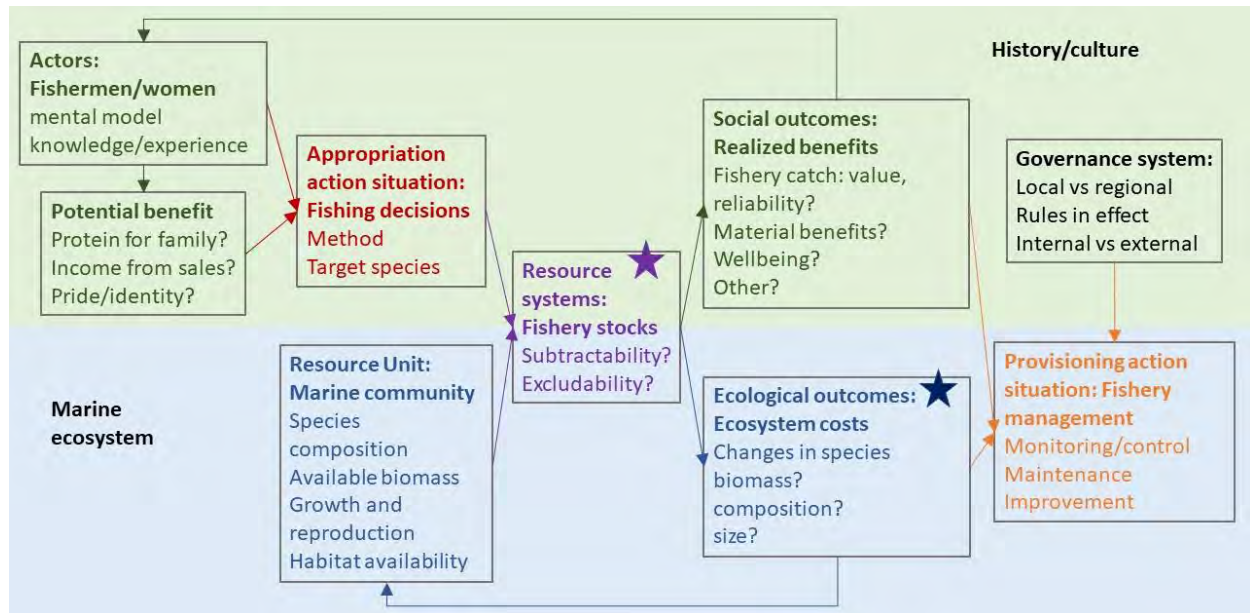 History/culture
Actors:
Fishermen/women
mental model
knowledge/experience
Potential benefit
Protein for family?
Income from sales?
Pride/identity?
Appropriation
action situation:
Fishing decisions
Method
Target species
Resource
systems:
Fishery stocks
Subtractability?
Excludability?
Social outcomes:
Realized benefits
Fishery catch: value,
reliability?
Material benefits?
Wellbeing?
Other?
Governance system:
Local vs regional
Rules in effect
Internal vs external
Marine
ecosystem
Resource Unit:
Marine community
Species
composition
Available biomass
Growth and
reproduction
Habitat availability
Ecological outcomes:
Ecosystem costs
Changes in species
biomass?
composition?
size?
Provisioning action
situation: Fishery
management
Monitoring/control
Maintenance
Improvement